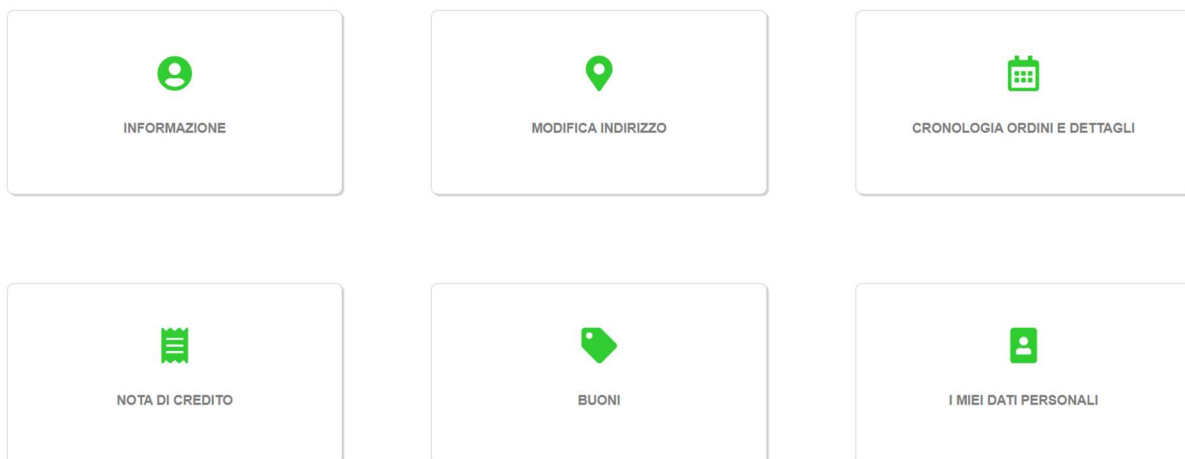 INFORMAZIONE
MODIFICA INDIRIZZO
CRONOLOGIA ORDINI E DETTAGLI
NOTA DI CREDITO
BUONI
I MIEI DATI PERSONALI